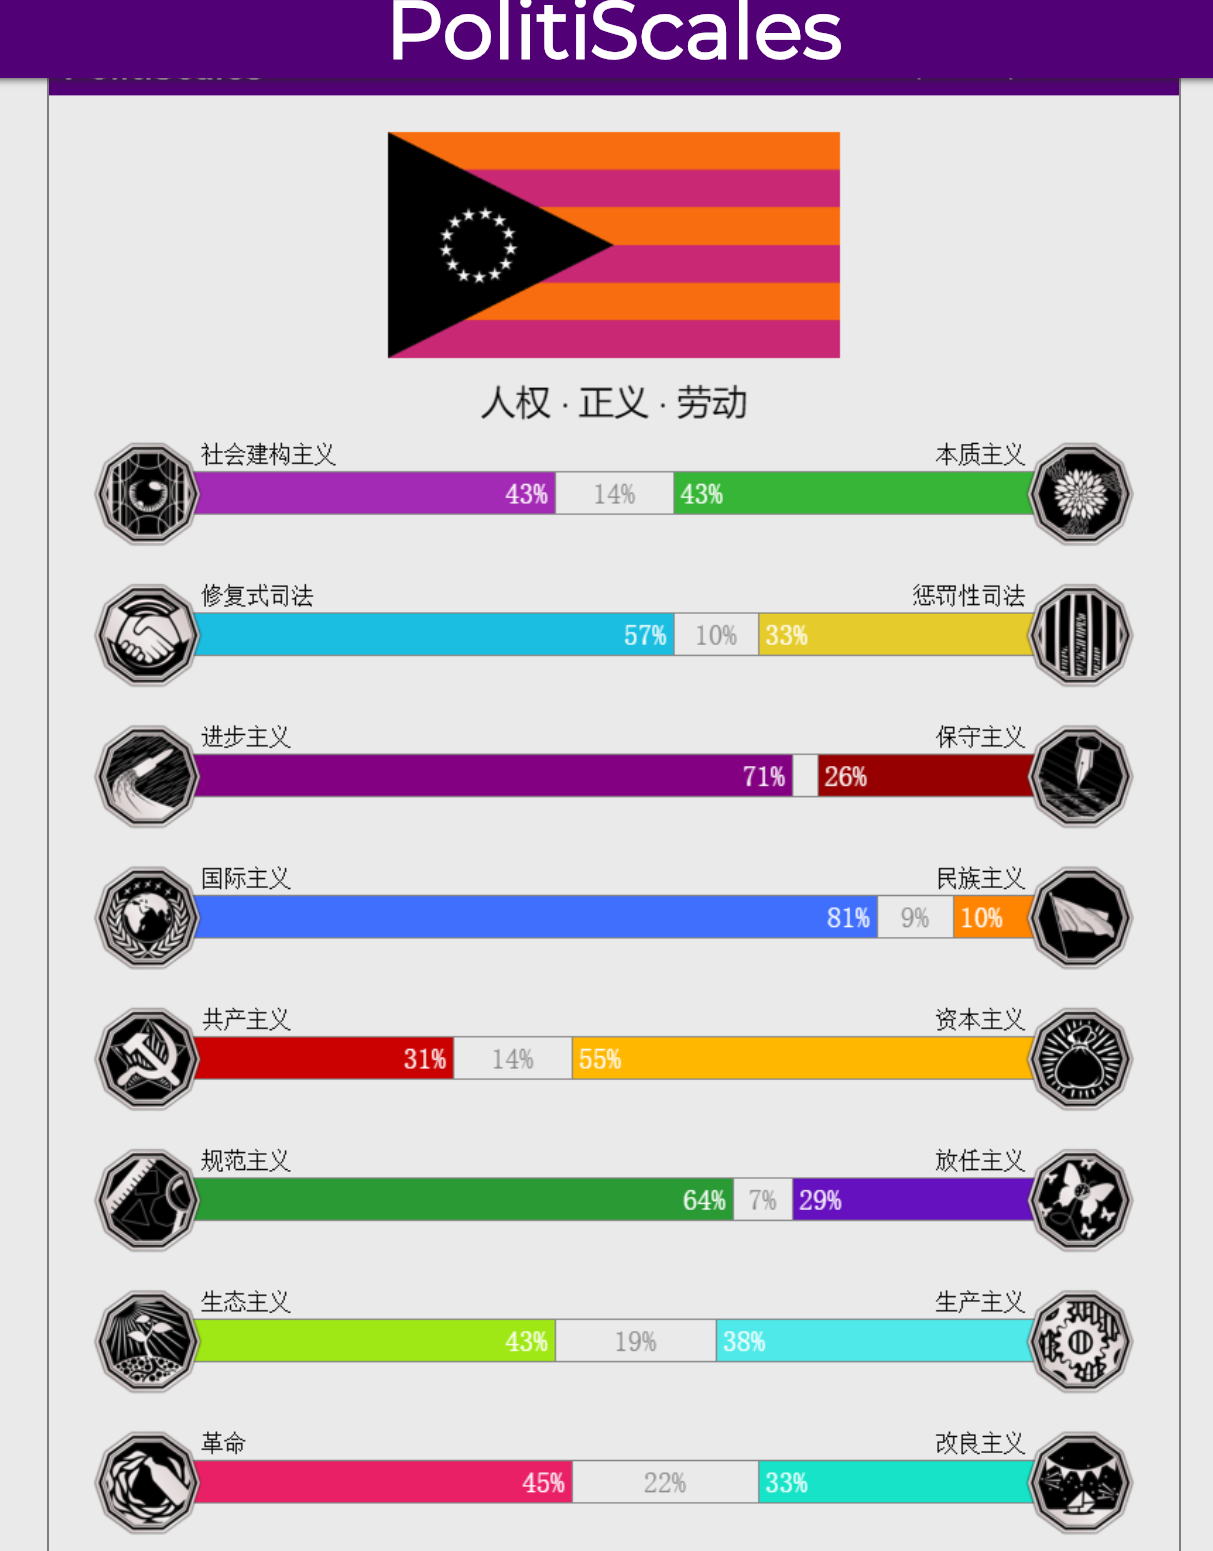 PolitiScales
人权 · 正义 · 劳动
社会建构主义 本质主义
43% 14% 43%
修复式司法 惩罚性司法
57% 10% 33%
进步主义 保守主义
71% 26%
国际主义 民族主义
81% 9% 10%
共产主义 资本主义
31% 14% 55%
规范主义 放任主义
64% 7% 29%
生态主义 生产主义
43% 19% 38%
革命 改良主义
45% 22% 33%